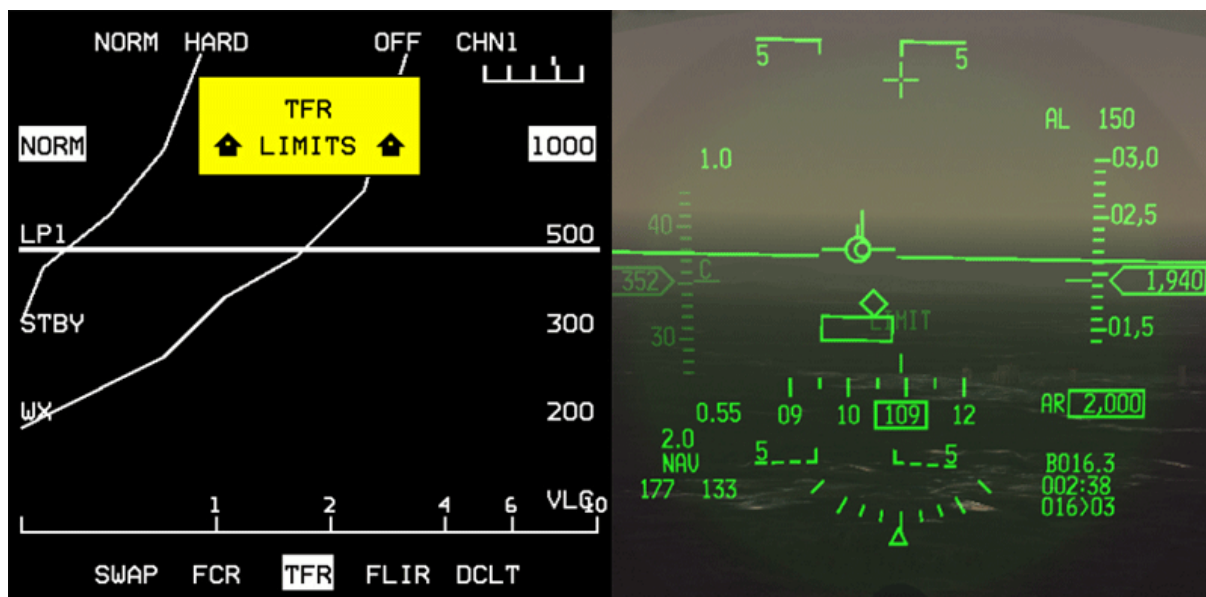 NORM HARD OFF CHN1
TFR
LIMITS
NORM 1000
LP1 500
STBY 300
WX 200
VLC
1 2 4 6 10
SWAP FCR TFR FLIR DCLT
5 5
AL 150
1.0
03,0
02,5
40
C
352 1,940
LIMIT
01,5
30
AR 2,000
0.55 09 10 109 12
2.0
NAV
5 5
B016.3
177 133
002:38
016>03